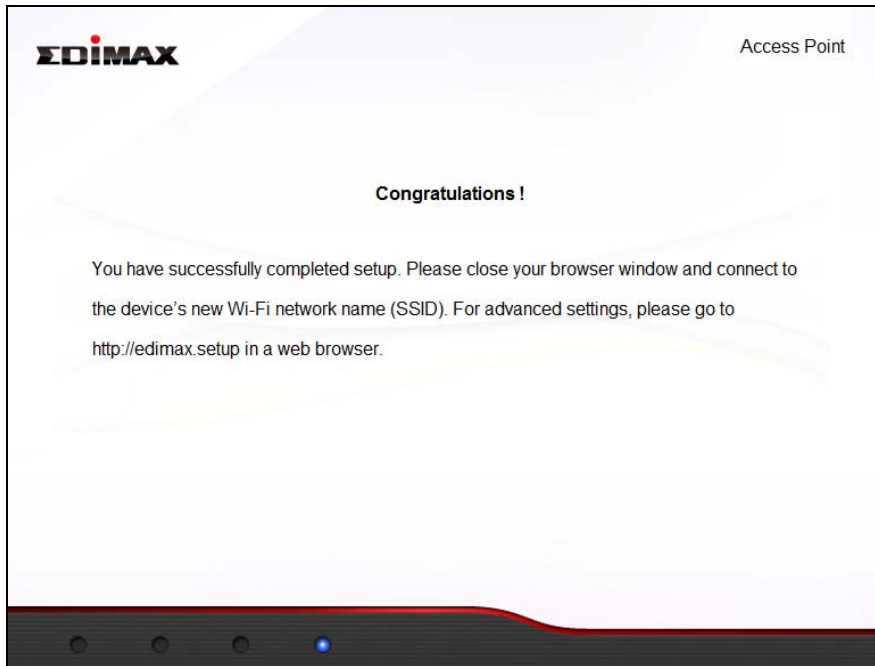 EDIMAX
Access Point
Congratulations !
You have successfully completed setup. Please close your browser window and connect to
the device’s new Wi-Fi network name (SSID). For advanced settings, please go to
http://edimax.setup in a web browser.